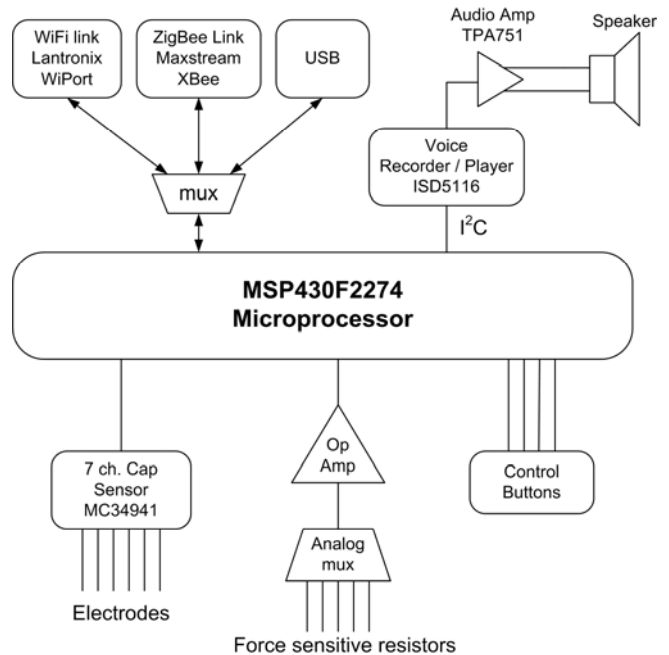 WiFi link
Lantronix
WiPort
ZigBee Link
Maxstream
XBee
USB
Audio Amp
TPA751
Speaker
mux
Voice
Recorder / Player
ISD5116
I²C
MSP430F2274
Microprocessor
7 ch. Cap
Sensor
MC34941
Op
Amp
Control
Buttons
Analog
mux
Electrodes
Force sensitive resistors